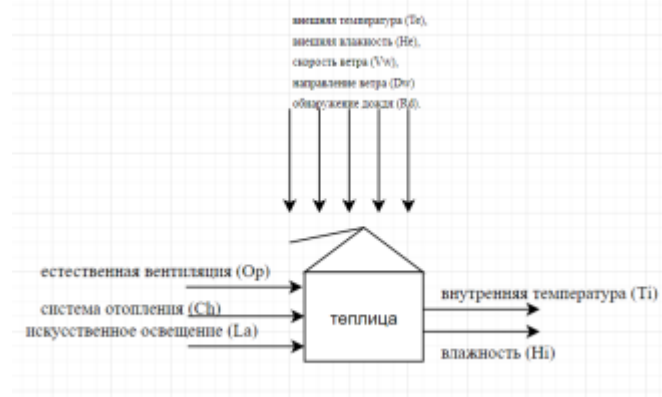 внешняя температура (Te),
внешняя влажность (He),
скорость ветра (Vw),
направление ветра (Dw)
обнаружение дождя (Rd).
естественная вентиляция (Op)
система отопления (Ch)
искусственное освещение (La)
теплица
внутренняя температура (Ti)
влажность (Hi)